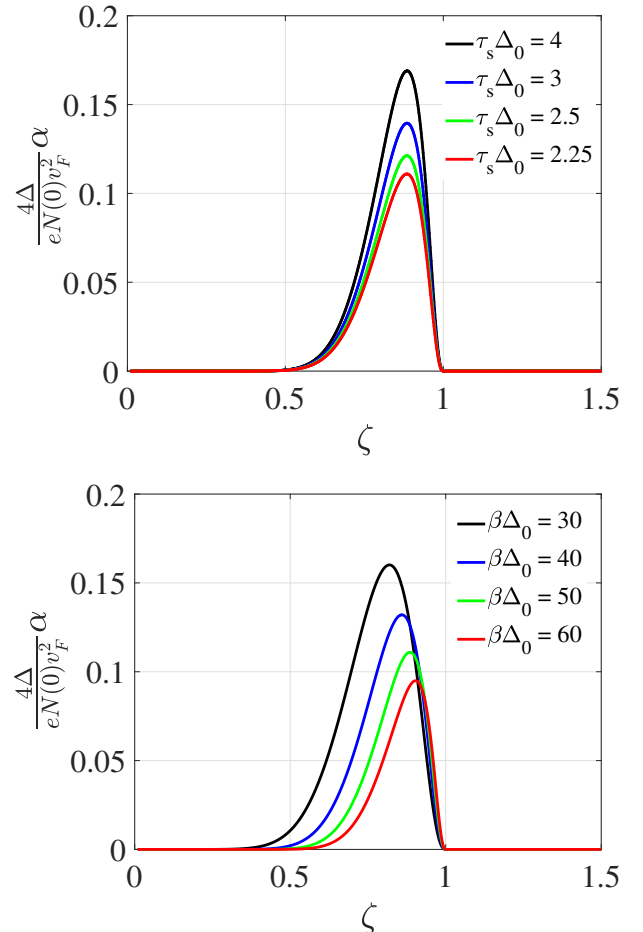 0.2
0.15
0.1
0.05
0
0
0.5
1
1.5
ζ
4Δ/eN(0)v_F^2 α
τ_sΔ_0 = 4
τ_sΔ_0 = 3
τ_sΔ_0 = 2.5
τ_sΔ_0 = 2.25
0.2
0.15
0.1
0.05
0
0
0.5
1
1.5
ζ
4Δ/eN(0)v_F^2 α
βΔ_0 = 30
βΔ_0 = 40
βΔ_0 = 50
βΔ_0 = 60